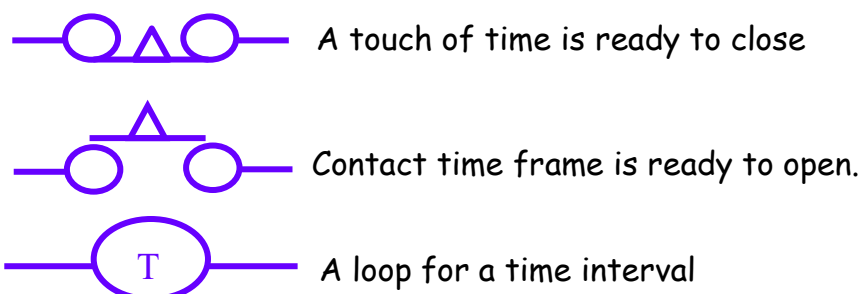 A touch of time is ready to close
Contact time frame is ready to open.
T
A loop for a time interval